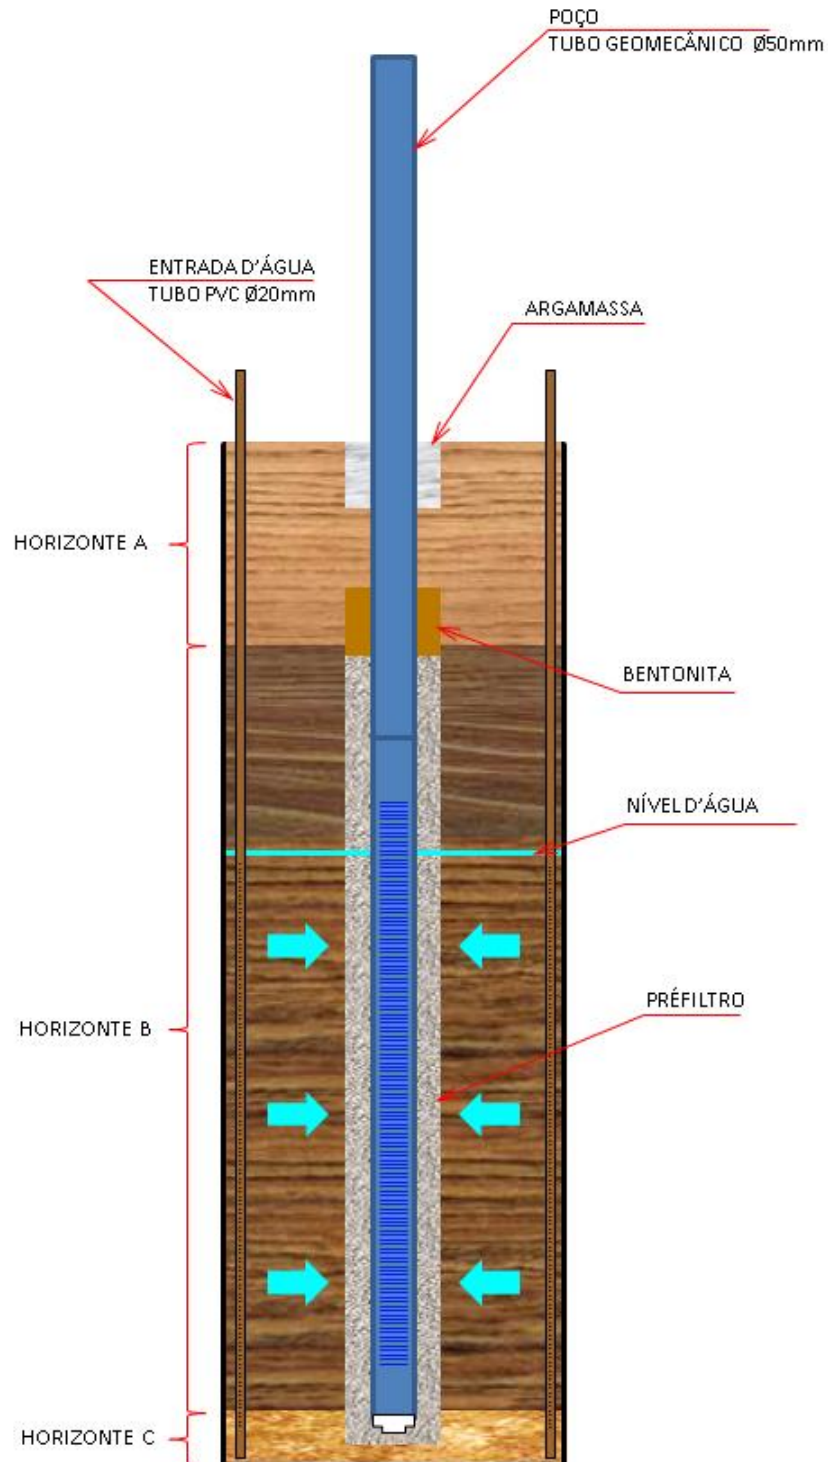 POÇO
TUBO GEOMECÂNICO Ø50mm
ENTRADA D'ÁGUA
TUBO PVC Ø20mm
ARGAMASSA
HORIZONTE A
BENTONITA
NÍVEL D'ÁGUA
PRÉFILTRO
HORIZONTE B
HORIZONTE C